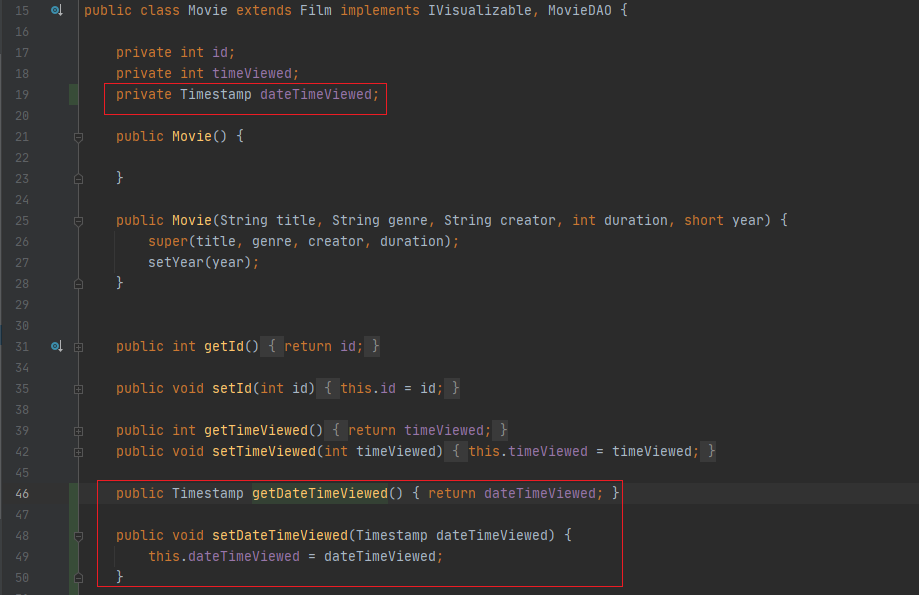 15 public class Movie extends Film implements IVisualizable, MovieDAO {
16
17 private int id;
18 private int timeViewed;
19 private Timestamp dateTimeViewed;
20
21 public Movie() {
22
23 }
24
25 public Movie(String title, String genre, String creator, int duration, short year) {
26 super(title, genre, creator, duration);
27 setYear(year);
28 }
29
30
31 public int getId() { return id; }
34
35 public void setId(int id) { this.id = id; }
38
39 public int getTimeViewed() { return timeViewed; }
42 public void setTimeViewed(int timeViewed) { this.timeViewed = timeViewed; }
45
46 public Timestamp getDateTimeViewed() { return dateTimeViewed; }
47
48 public void setDateTimeViewed(Timestamp dateTimeViewed) {
49 this.dateTimeViewed = dateTimeViewed;
50 }